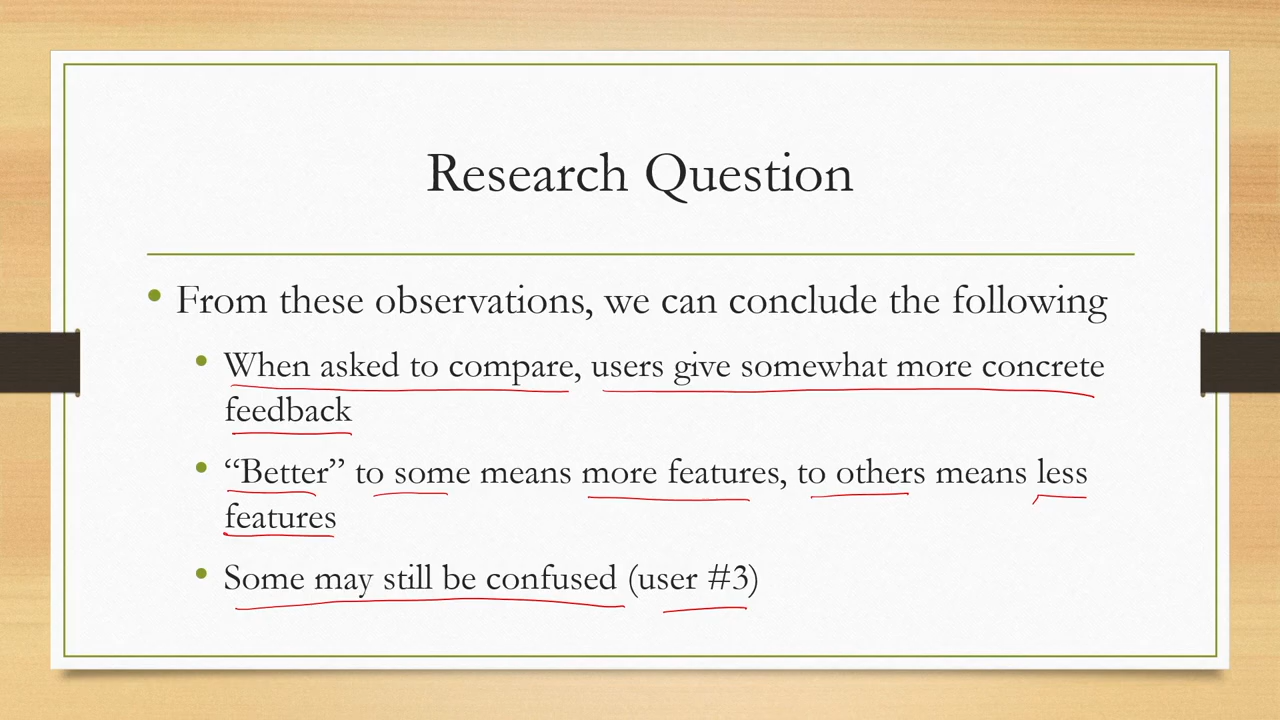 Research Question
• From these observations, we can conclude the following
• When asked to compare, users give somewhat more concrete
feedback
• “Better” to some means more features, to others means less
features
• Some may still be confused (user #3)